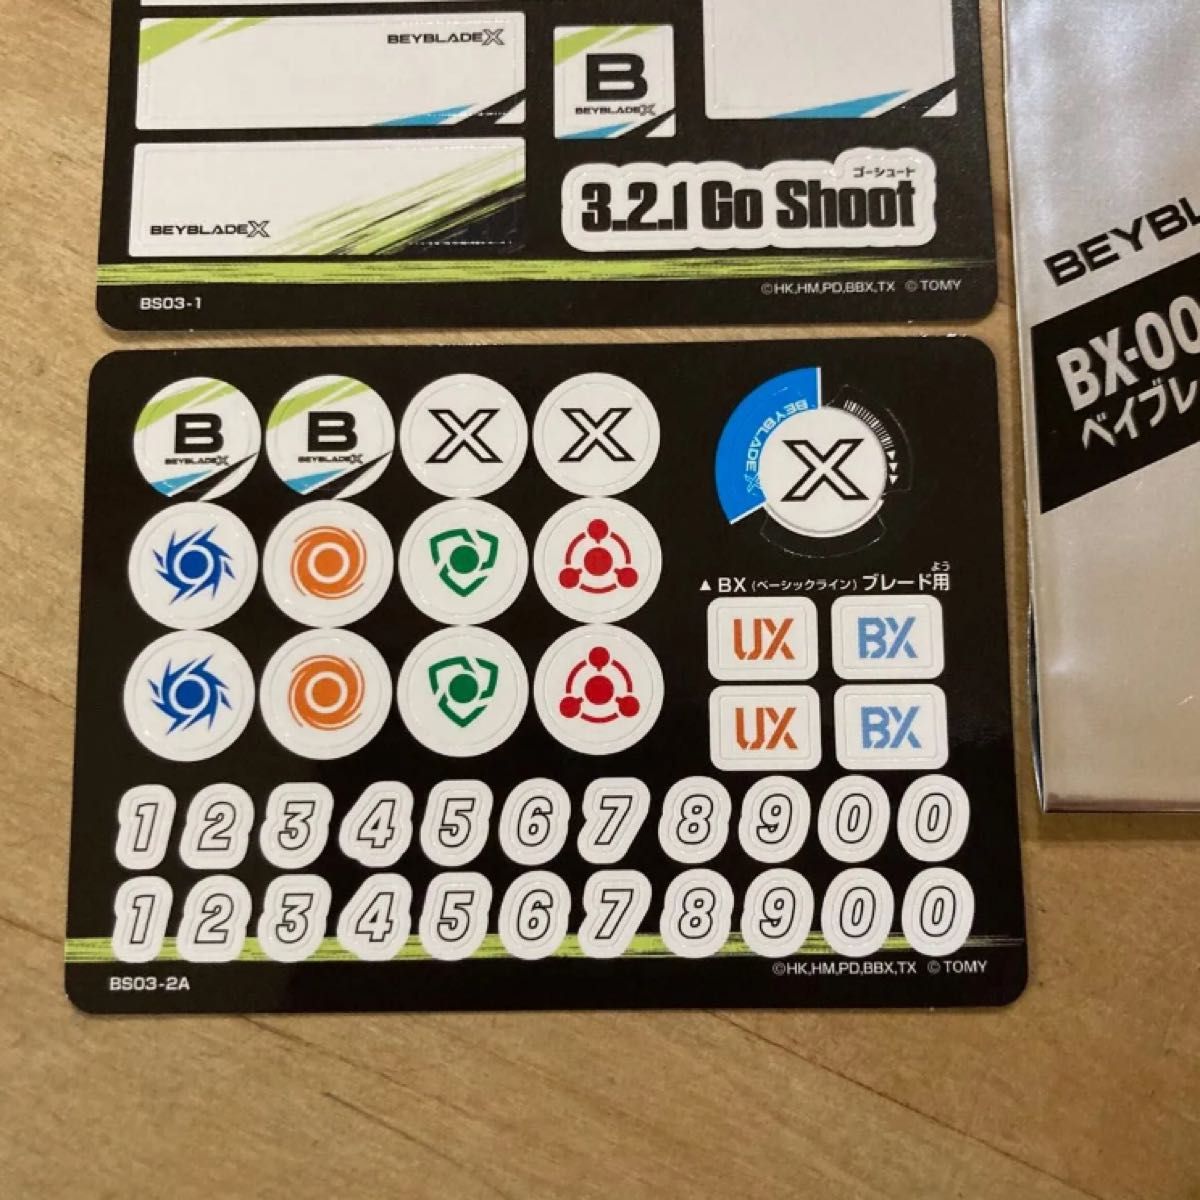 BEYBLADE X
B
BEYBLADE X
BEYBLADE X
ゴーシュート
3.2.1 Go Shoot
BS03-1
©HK,HM,PD,BBX,TX © TOMY
B
BEYBLADE X
B
BEYBLADE X
X
X
BEYBLADE X
X
▲ BX (ベーシックライン) ブレード用
よう
UX
BX
UX
BX
1 2 3 4 5 6 7 8 9 0 0
1 2 3 4 5 6 7 8 9 0 0
BS03-2A
©HK,HM,PD,BBX,TX © TOMY
BEYBL
BX-00
ベイブレ